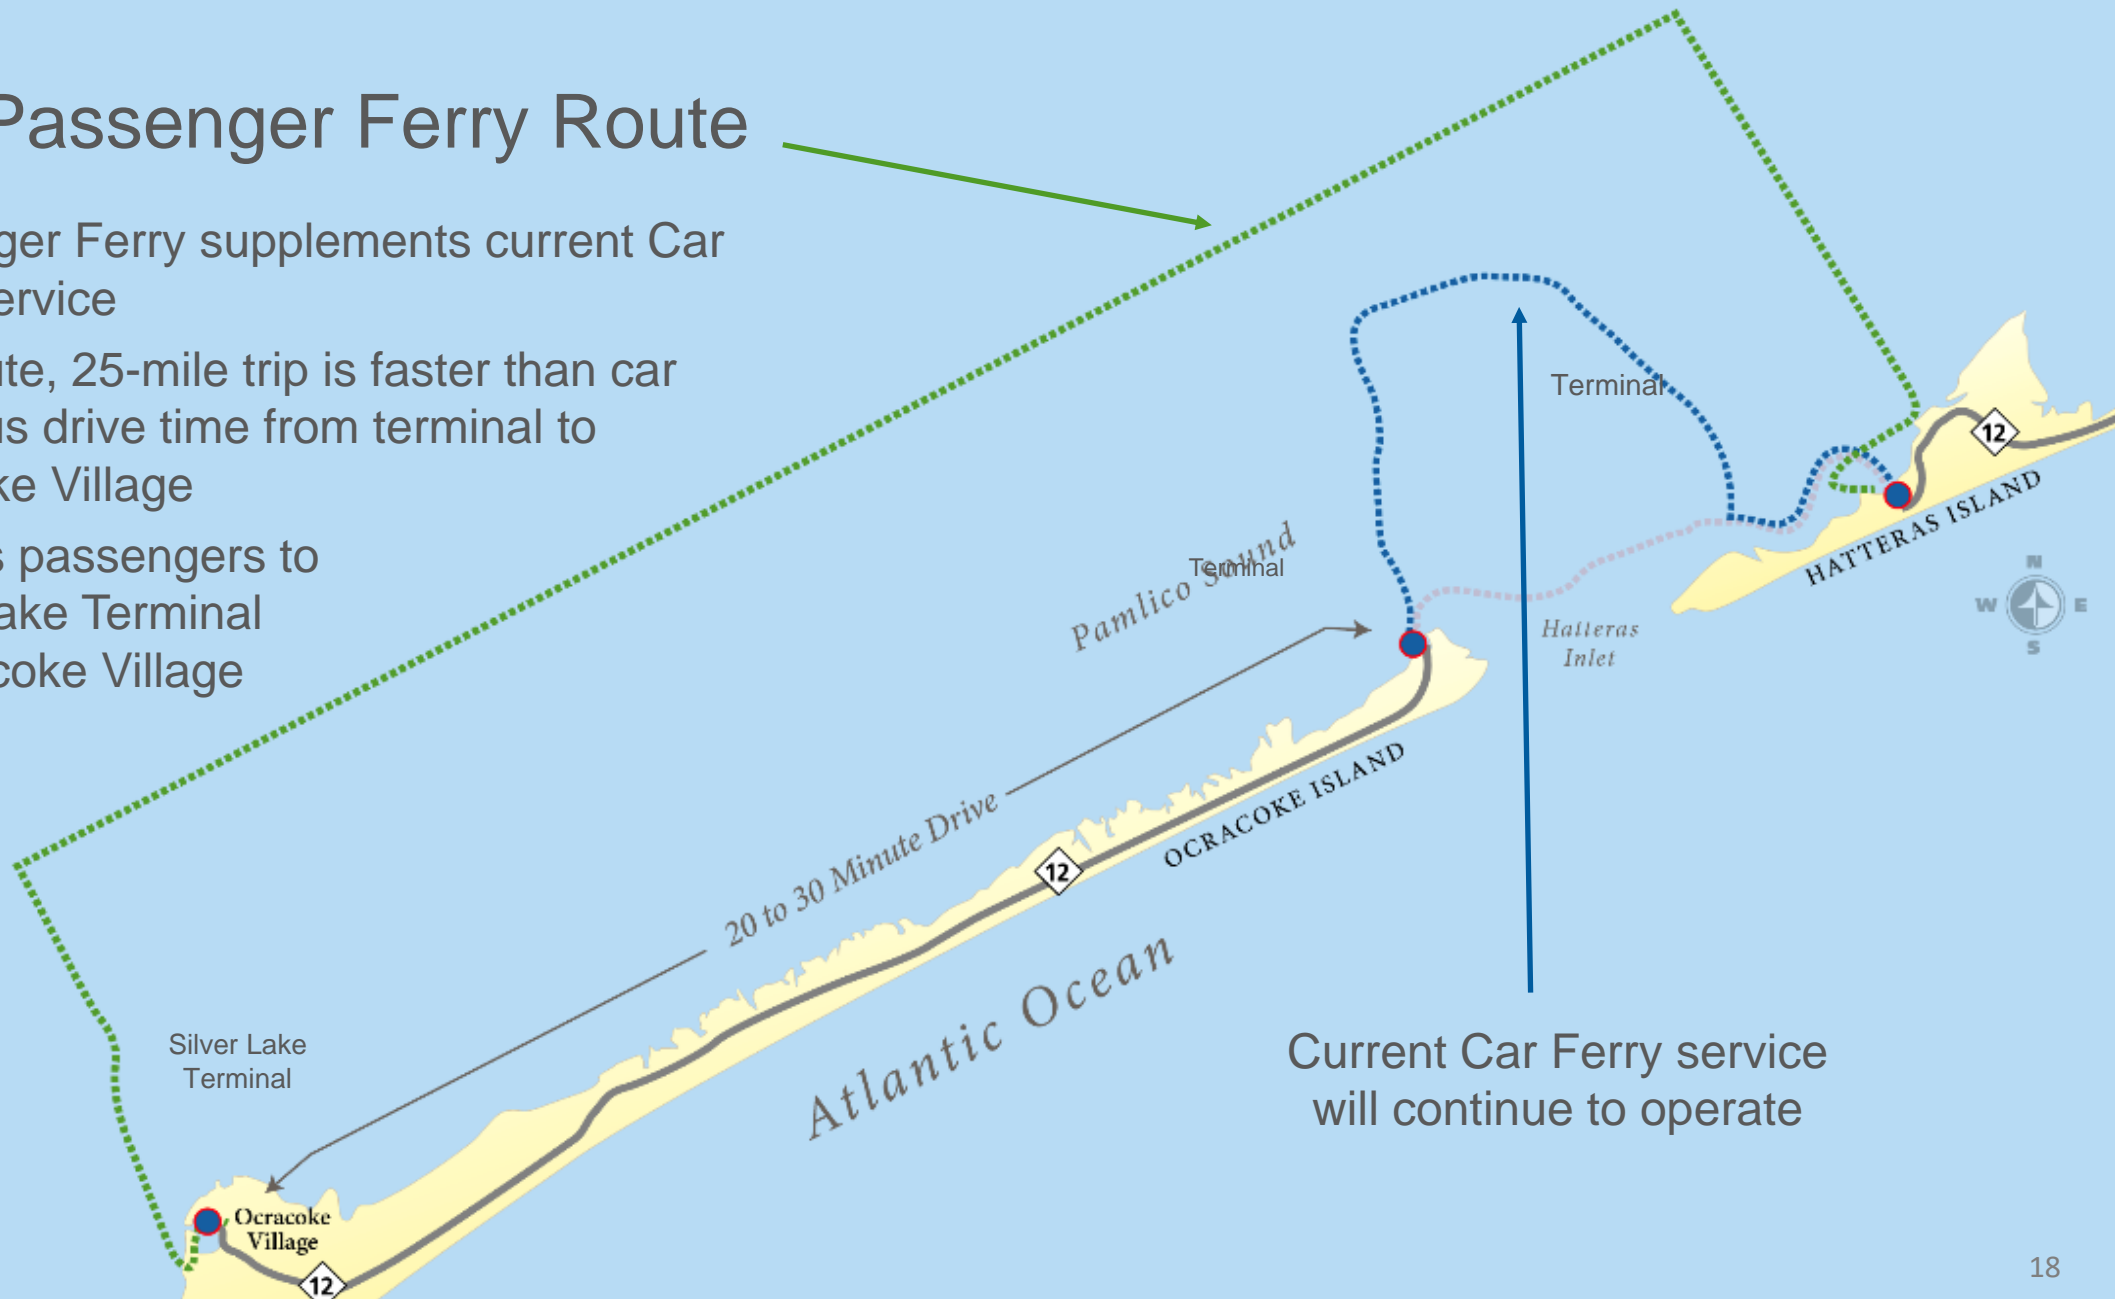 Passenger Ferry Route
ger Ferry supplements current Car
ervice
ute, 25-mile trip is faster than car
us drive time from terminal to
ke Village
s passengers to
ake Terminal
coke Village
Terminal
12
HATTERAS ISLAND
Pamlico Sound
Terminal
N
W E
S
Hatteras
Inlet
20 to 30 Minute Drive
12
OCRACOKE ISLAND
Atlantic Ocean
Silver Lake
Terminal
Current Car Ferry service
will continue to operate
Ocracoke
Village
12
18